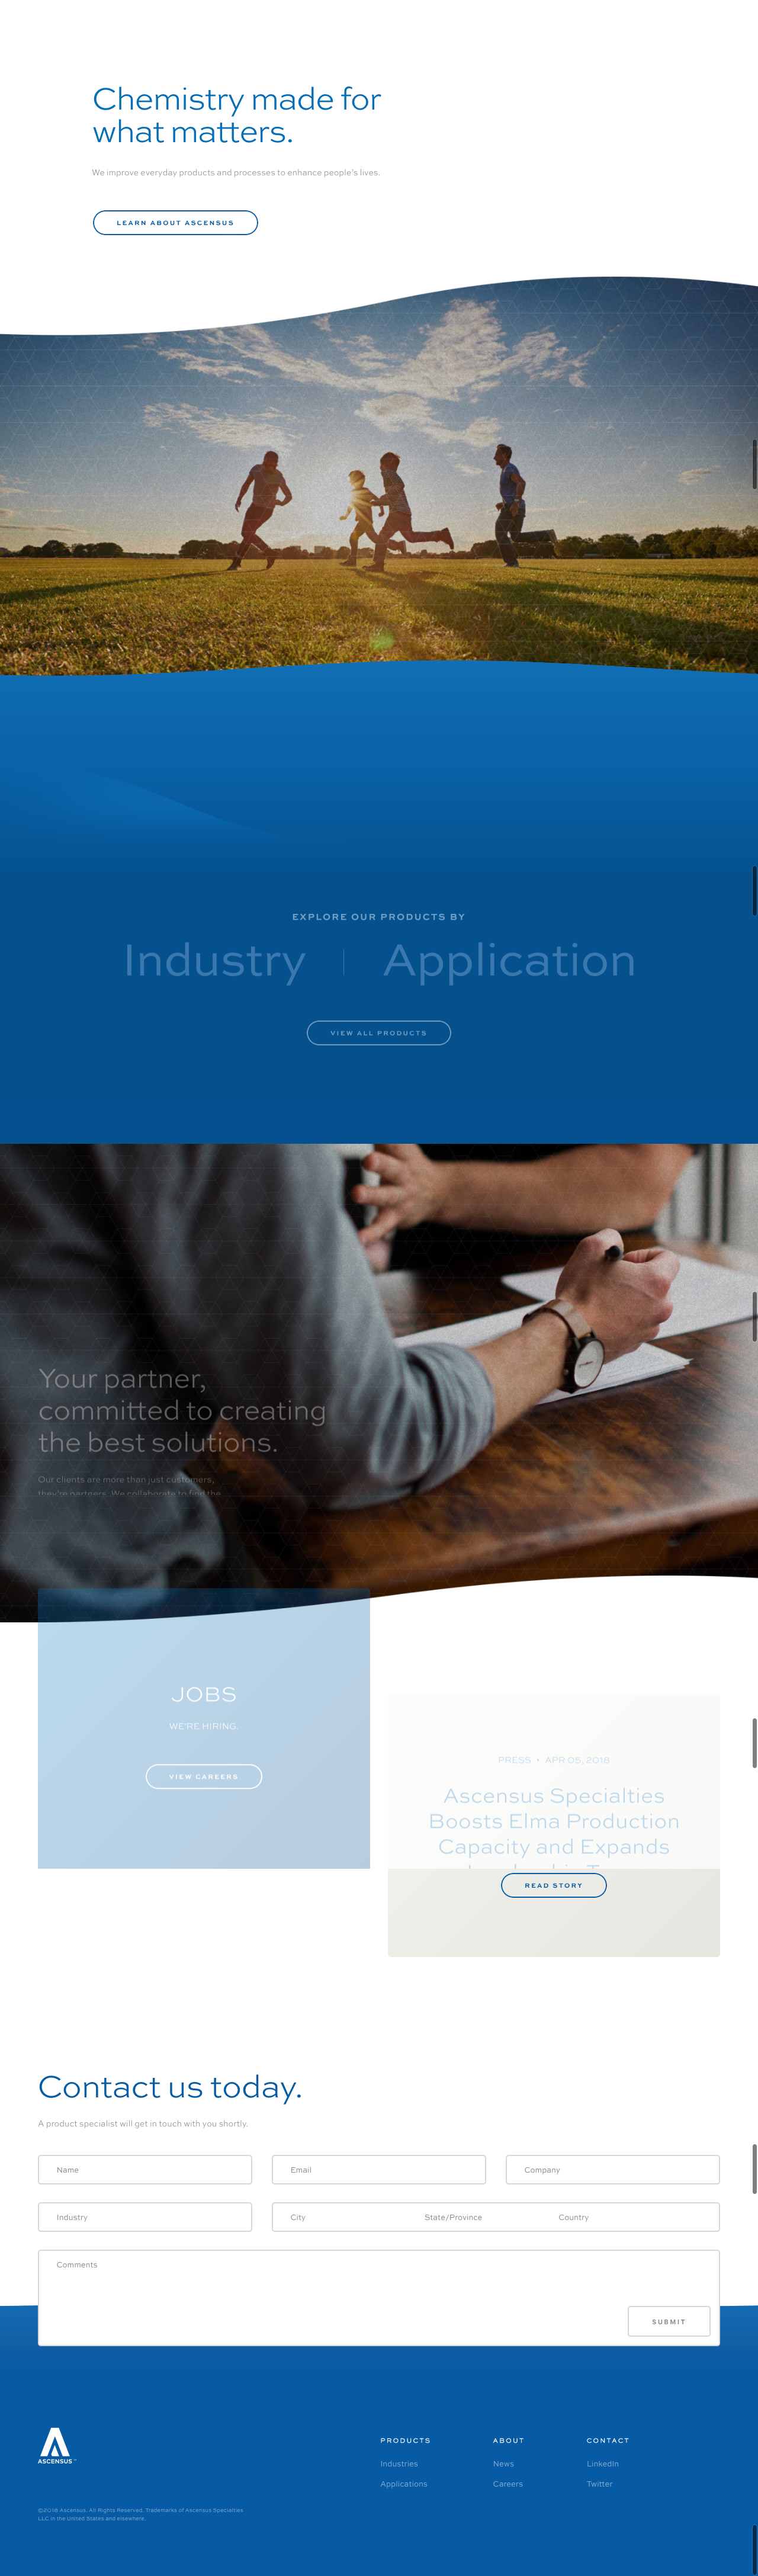 Chemistry made for
what matters.
We improve everyday products and processes to enhance people's lives.
LEARN ABOUT ASCENSUS
EXPLORE OUR PRODUCTS BY
Industry
Application
VIEW ALL PRODUCTS
Your partner,
committed to creating
the best solutions.
Our clients are more than just customers,
they're partners. We collaborate to find the
JOBS
WE'RE HIRING.
VIEW CAREERS
PRESS • APR 05, 2018
Ascensus Specialties
Boosts Elma Production
Capacity and Expands
READ STORY
Contact us today.
A product specialist will get in touch with you shortly.
Name
Email
Company
Industry
City
State/Province
Country
Comments
SUBMIT
ASCENSUS
PRODUCTS
Industries
Applications
ABOUT
News
Careers
CONTACT
LinkedIn
Twitter
©2018 Ascensus. All Rights Reserved. Trademarks of Ascensus Specialties
LLC in the United States and elsewhere.